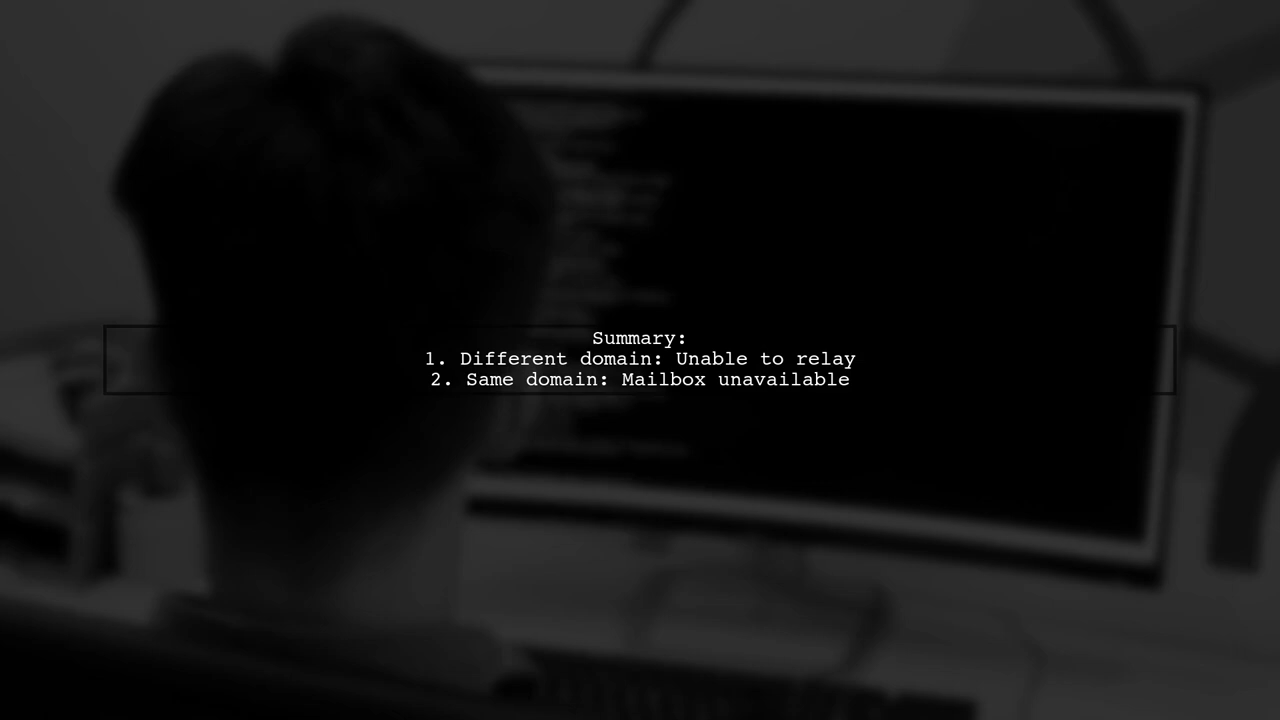 Summary:
1. Different domain: Unable to relay
2. Same domain: Mailbox unavailable